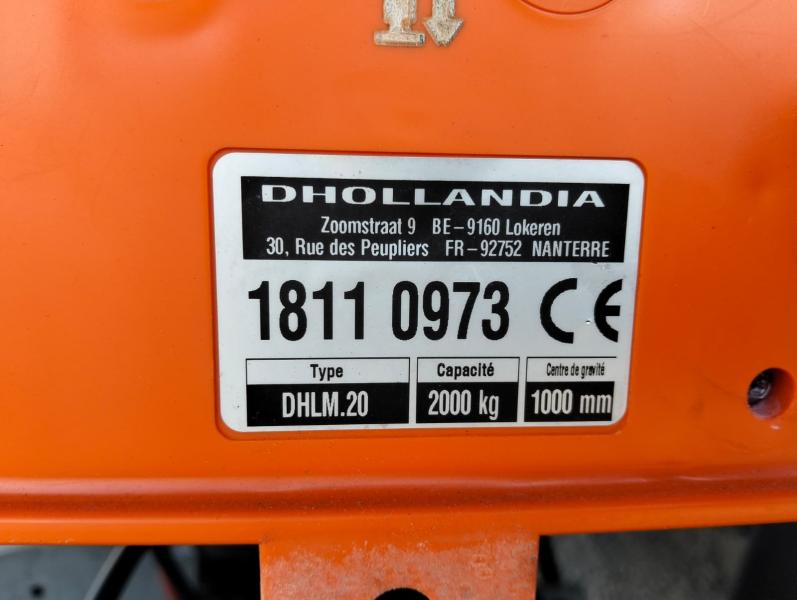 DHOLLANDIA
Zoomstraat 9 BE-9160 Lokeren
30, Rue des Peupliers FR-92752 NANTERRE
1811 0973 CE
Type Capacité Centre de gravité
DHLM.20 2000 kg 1000 mm